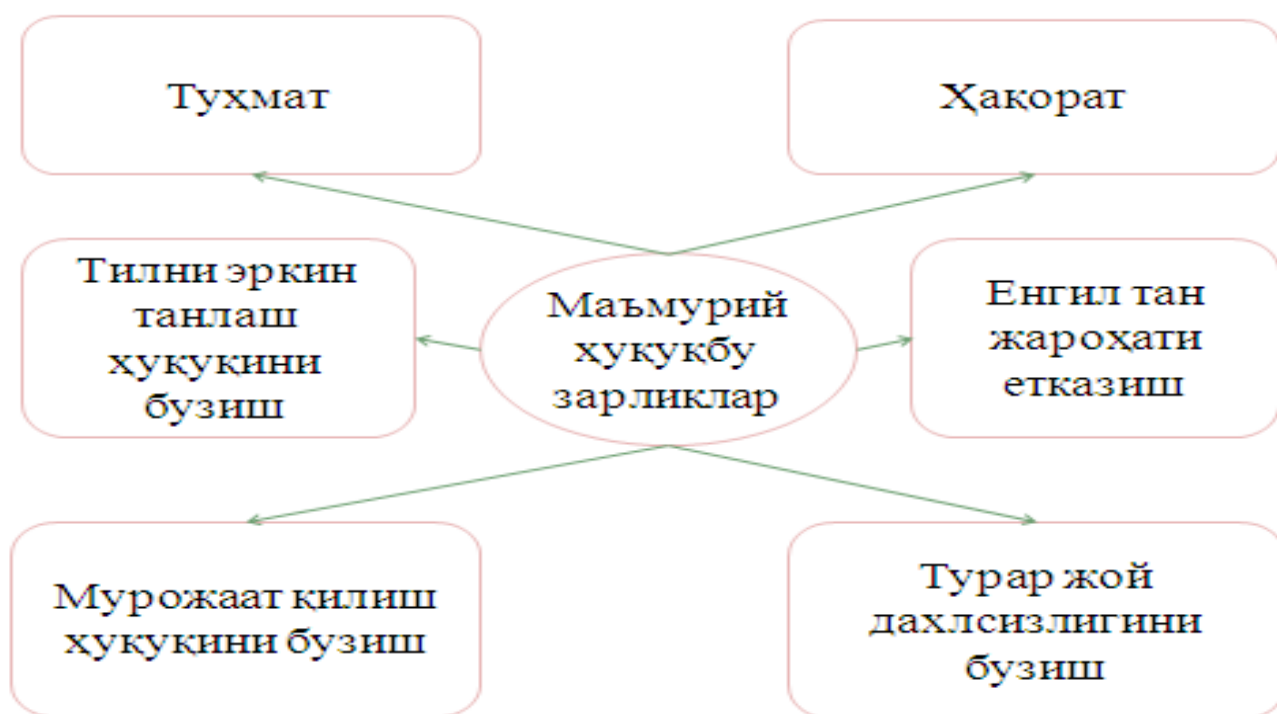 Туҳмат
Ҳақорат
Тилни эркин
танлаш
ҳуқуқини
бузиш
Маъмурий
ҳуқуқбу
зарликлар
Енгил тан
жароҳати
етказиш
Мурожаат қилиш
ҳуқуқини бузиш
Турар жой
дахлсизлигини
бузиш